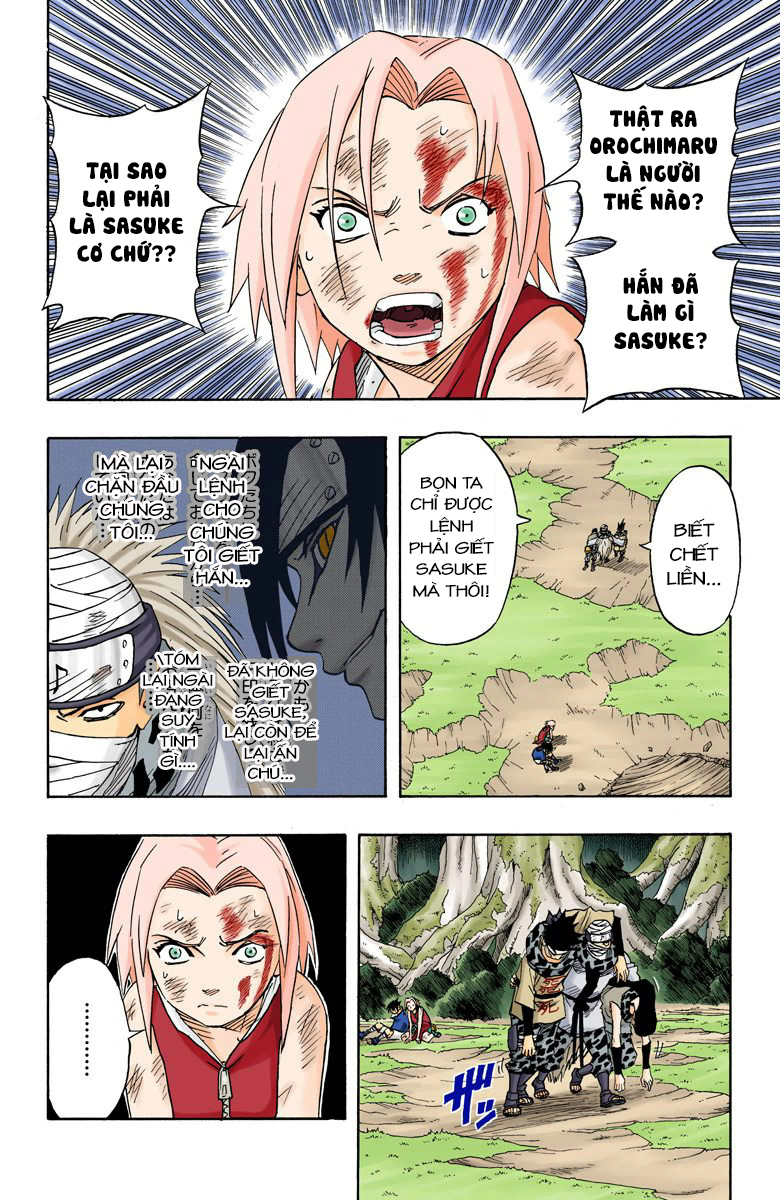 THẬT RA
OROCHIMARU
LÀ NGƯỜI
THẾ NÀO?
HẮN ĐÃ
LÀM GÌ
SASUKE?
TẠI SAO
LẠI PHẢI
LÀ SASUKE
CƠ CHỨ??
BIẾT
CHẾT
LIỀN...
BỌN TA
CHỈ ĐƯỢC
LỆNH
PHẢI GIẾT
SASUKE
MÀ THÔI!
NGÀI
LỆNH
CHO
CHÚNG
TÔI GIẾT
HẮN...
MÀ LẠI
CHẶN ĐẦU
CHÚNG
TÔI...
ĐÃ KHÔNG
GIẾT
SASUKE,
LẠI CÒN ĐỂ
LẠI ẤN
CHÚ...
TÓM
LẠI NGÀI
ĐANG
SUY
TÍNH
GÌ...
ザッ
..........